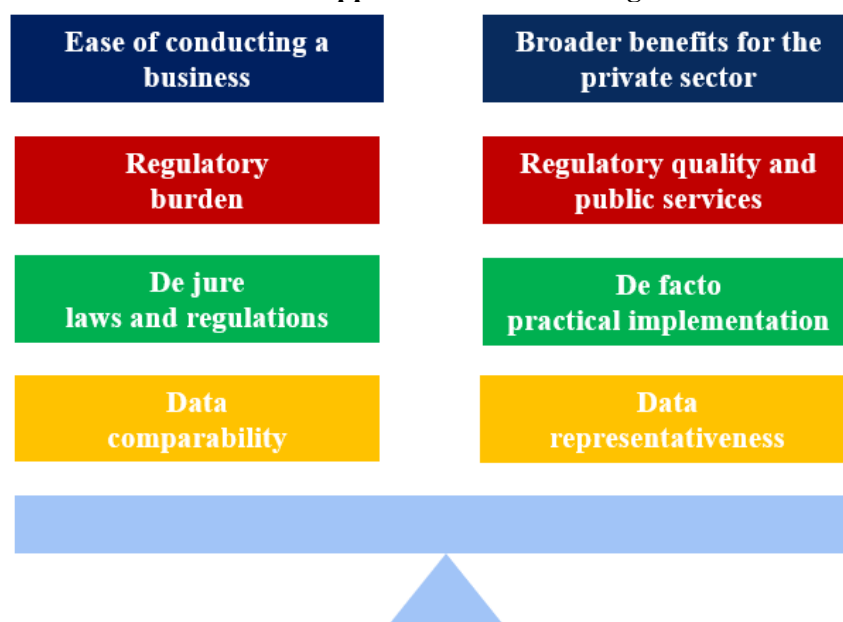 Ease of conducting a
business
Broader benefits for the
private sector
Regulatory
burden
Regulatory quality and
public services
De jure
laws and regulations
De facto
practical implementation
Data
comparability
Data
representativeness